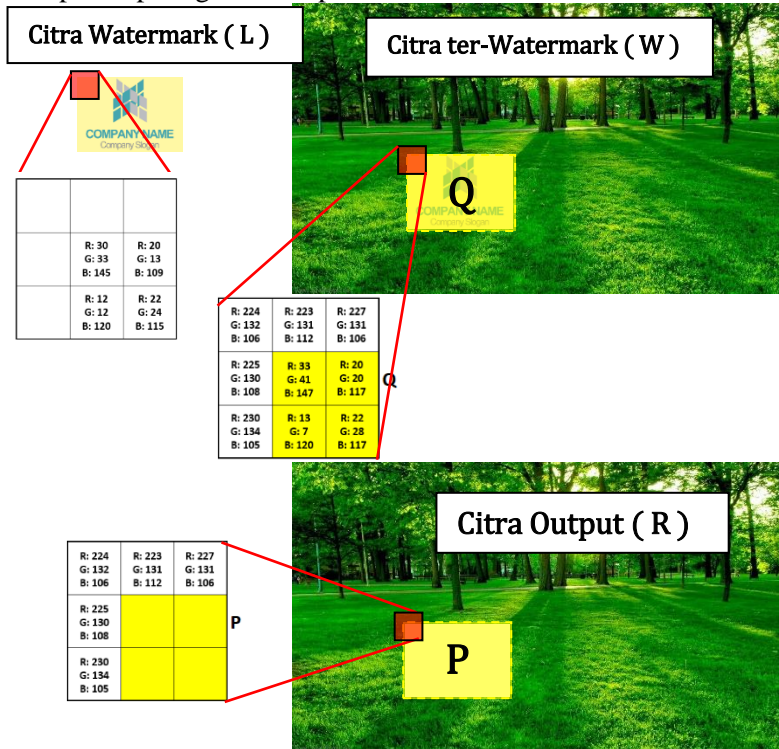 Citra Watermark ( L )
Citra ter-Watermark ( W )
COMPANY NAME
Company Slogan
R: 30
G: 33
B: 145
R: 20
G: 13
B: 109
R: 12
G: 12
B: 120
R: 22
G: 24
B: 115
Q
COMPANY NAME
Company Slogan
R: 224
G: 132
B: 106
R: 223
G: 131
B: 112
R: 227
G: 131
B: 106
R: 225
G: 130
B: 108
R: 33
G: 41
B: 147
R: 20
G: 20
B: 117
Q
R: 230
G: 134
B: 105
R: 13
G: 7
B: 120
R: 22
G: 28
B: 117
Citra Output ( R )
R: 224
G: 132
B: 106
R: 223
G: 131
B: 112
R: 227
G: 131
B: 106
R: 225
G: 130
B: 108
P
R: 230
G: 134
B: 105
P